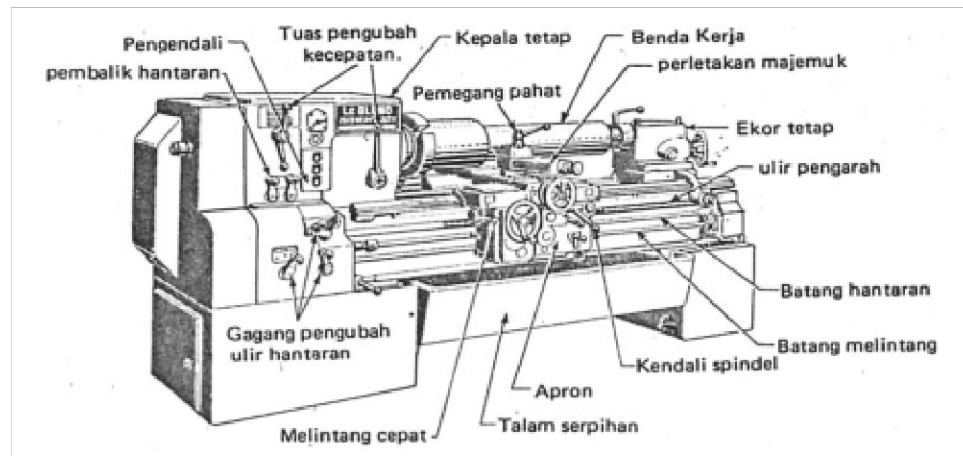 Pengendali
pembalik hantaran
Tuas pengubah
kecepatan.
Kepala tetap
Benda Kerja
perletakan majemuk
Pemegang pahat
Ekor tetap
ulir pengarah
Batang hantaran
Batang melintang
Kendali spindel
Gagang pengubah
ulir hantaran
Apron
Talam serpihan
Melintang cepat